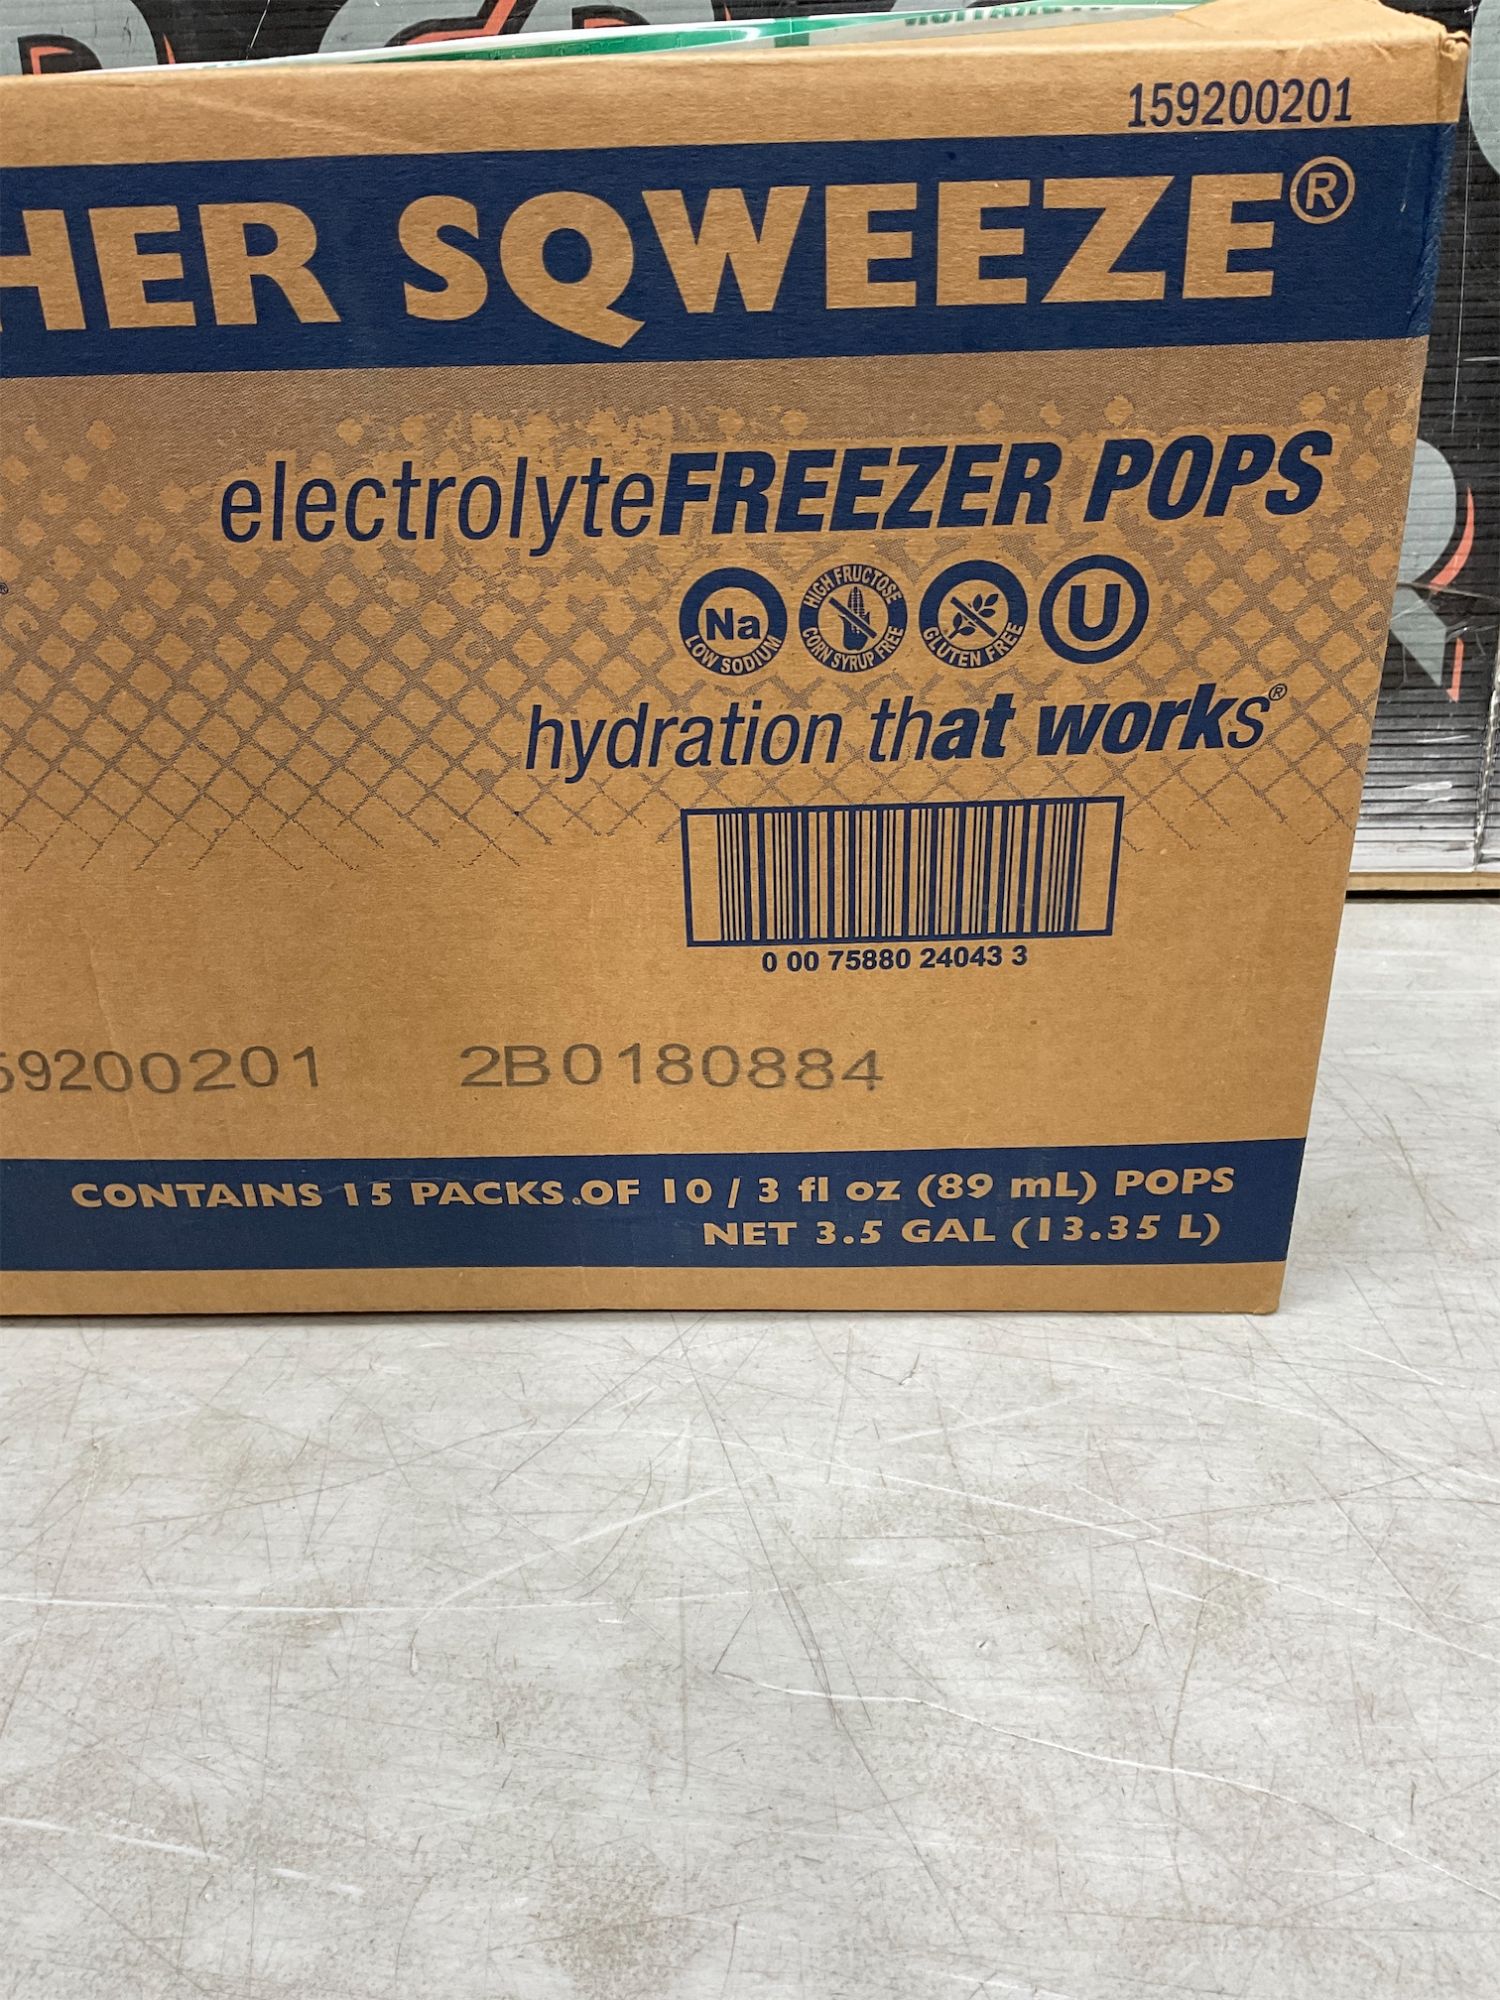 159200201
HER SQWEEZE®
electrolyteFREEZER POPS
Na LOW SODIUM
HIGH FRUCTOSE CORN SYRUP FREE
GLUTEN FREE
U
hydration that works®
0 00 75880 24043 3
59200201 2B0180884
CONTAINS 15 PACKS OF 10 / 3 fl oz (89 mL) POPS
NET 3.5 GAL (13.35 L)